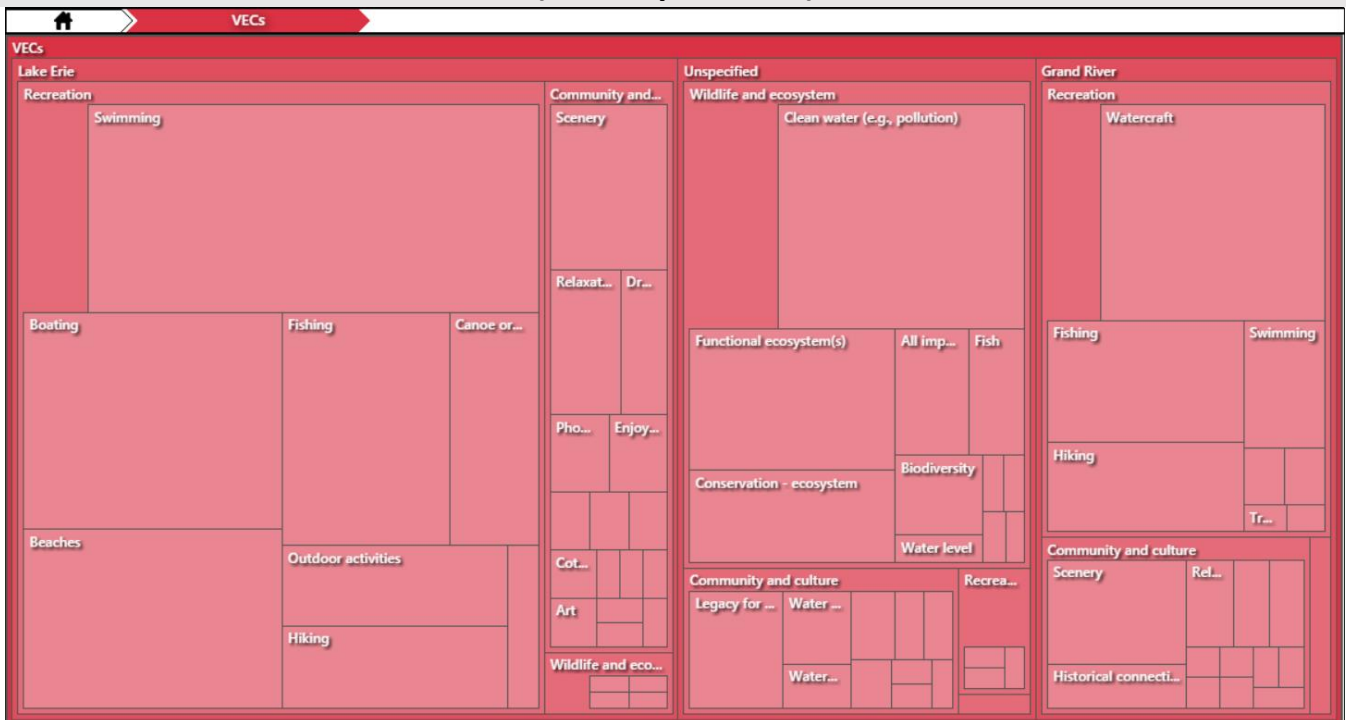 VECs
VECs
Lake Erie
Recreation
Swimming
Boating
Fishing
Canoe or...
Beaches
Outdoor activities
Hiking
Community and...
Scenery
Relaxat...
Dr...
Pho...
Enjoy...
Cot...
Art
Wildlife and eco...
Unspecified
Wildlife and ecosystem
Clean water (e.g., pollution)
Functional ecosystem(s)
All imp...
Fish
Conservation - ecosystem
Biodiversity
Water level
Community and culture
Legacy for ...
Water ...
Water...
Recrea...
Grand River
Recreation
Watercraft
Fishing
Swimming
Hiking
Tr...
Community and culture
Scenery
Rel...
Historical connecti...